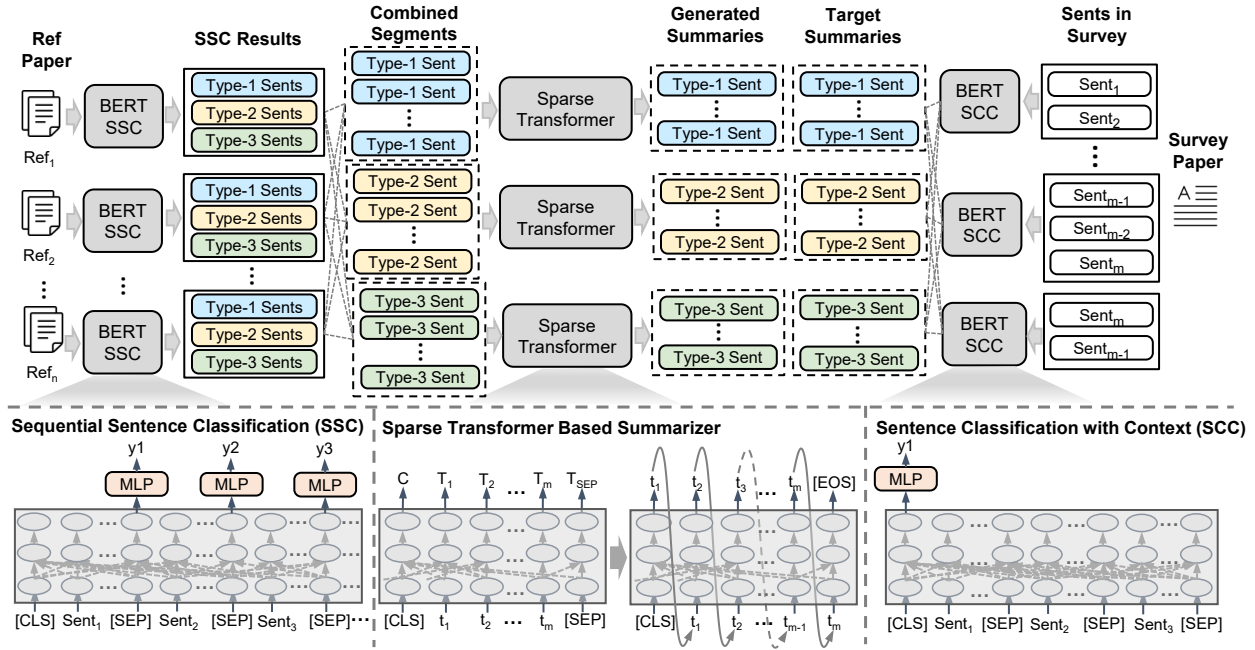 Ref
Paper
SSC Results
Combined
Segments
Generated
Summaries
Target
Summaries
Sents in
Survey
Ref1
BERT
SSC
Type-1 Sents
Type-2 Sents
Type-3 Sents
Ref2
BERT
SSC
Type-1 Sents
Type-2 Sents
Type-3 Sents
Refn
BERT
SSC
Type-1 Sents
Type-2 Sents
Type-3 Sents
Type-1 Sent
Type-1 Sent
Type-1 Sent
Type-2 Sent
Type-2 Sent
Type-2 Sent
Type-3 Sent
Type-3 Sent
Type-3 Sent
Sparse
Transformer
Sparse
Transformer
Sparse
Transformer
Type-1 Sent
Type-1 Sent
Type-2 Sent
Type-2 Sent
Type-3 Sent
Type-3 Sent
Type-1 Sent
Type-1 Sent
Type-2 Sent
Type-2 Sent
Type-3 Sent
Type-3 Sent
BERT
SCC
BERT
SCC
BERT
SCC
Sent1
Sent2
Sentm-1
Sentm-2
Sentm
Sentm
Sentm-1
Survey
Paper
A
Sequential Sentence Classification (SSC)
y1 y2 y3
MLP MLP MLP
[CLS] Sent1 [SEP] Sent2 [SEP] Sent3 [SEP]
Sparse Transformer Based Summarizer
C T1 T2 ... Tm TSEP
[CLS] t1 t2 ... tm [SEP]
t1 t2 t3 ... tm [EOS]
[CLS] t1 t2 ... tm-1 tm
Sentence Classification with Context (SCC)
y1
MLP
[CLS] Sent1 [SEP] Sent2 [SEP] Sent3 [SEP]